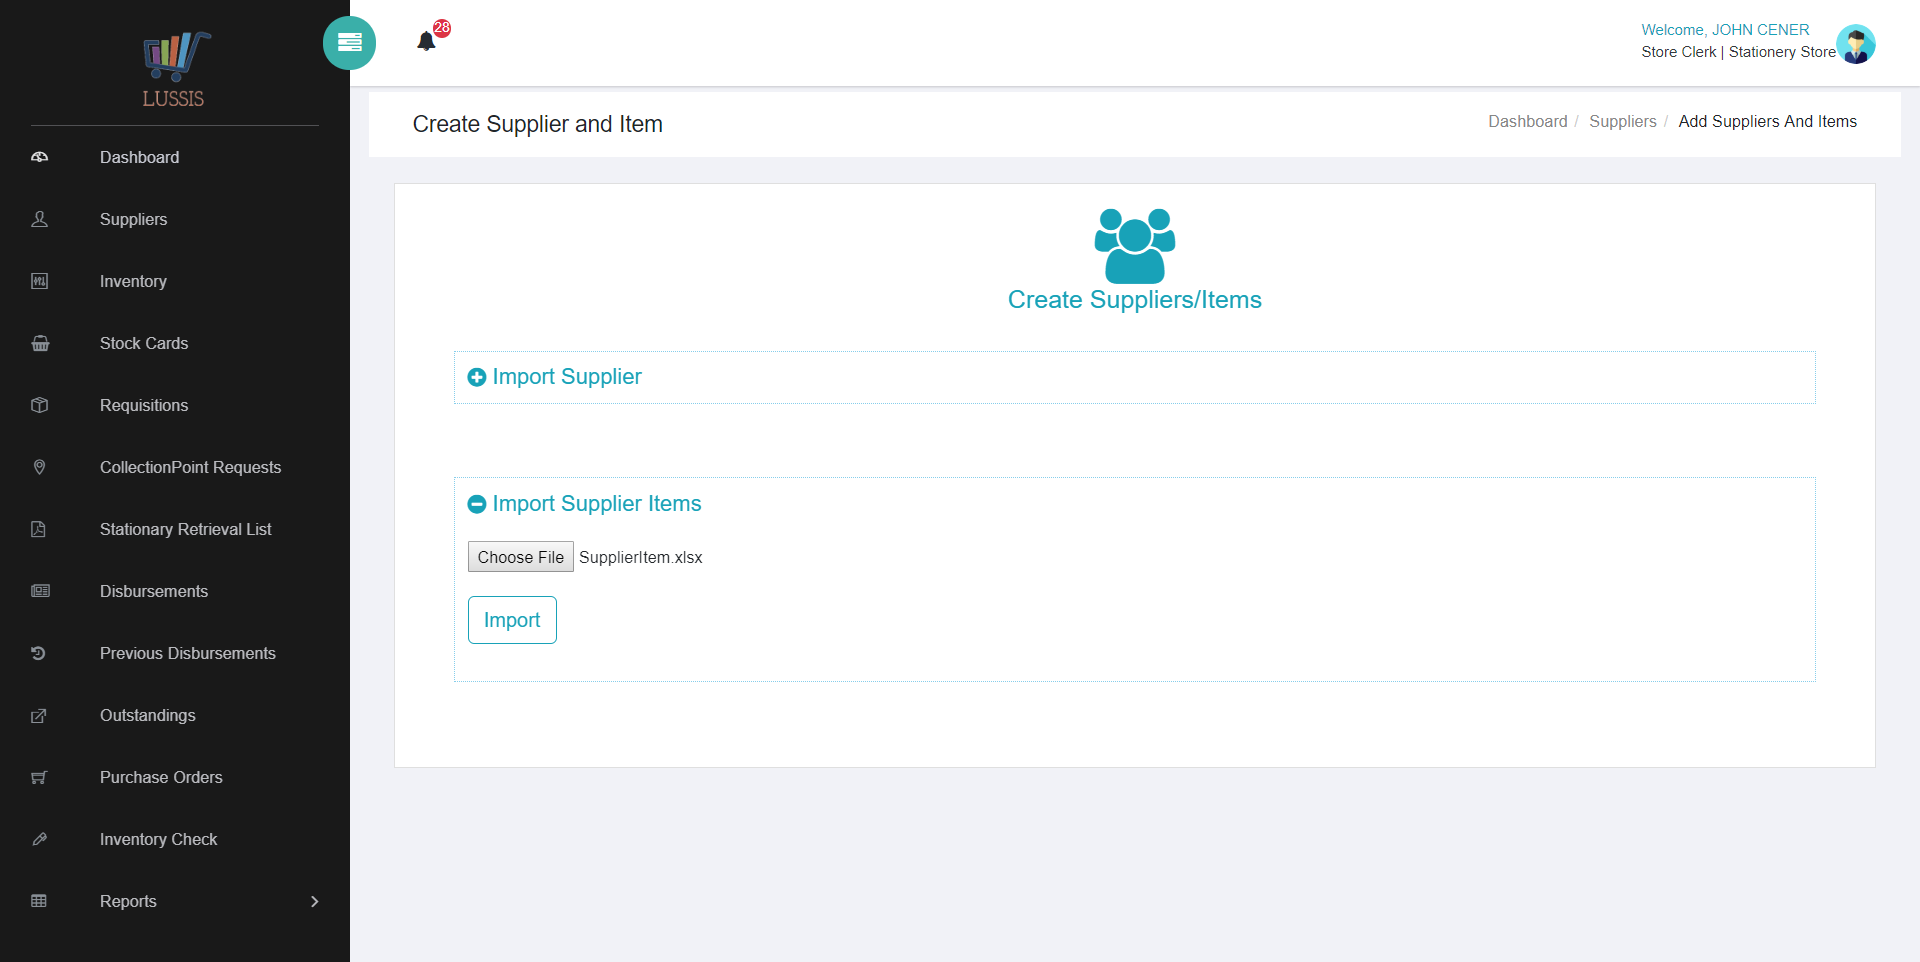 LUSSIS
28
Welcome, JOHN CENER
Store Clerk | Stationery Store
Create Supplier and Item
Dashboard / Suppliers / Add Suppliers And Items
Dashboard
Suppliers
Inventory
Stock Cards
Requisitions
CollectionPoint Requests
Stationary Retrieval List
Disbursements
Previous Disbursements
Outstandings
Purchase Orders
Inventory Check
Reports
Create Suppliers/Items
Import Supplier
Import Supplier Items
Choose File SupplierItem.xlsx
Import